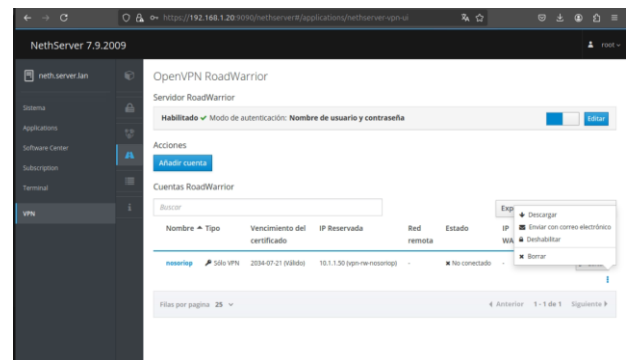 https://192.168.1.20:9090/nethserver#/applications/nethserver-vpn-ui
NethServer 7.9.2009
root
neth.server.lan
Sistema
Applications
Software Center
Subscription
Terminal
VPN
OpenVPN RoadWarrior
Servidor RoadWarrior
Habilitado ✔ Modo de autenticación: Nombre de usuario y contraseña
Editar
Acciones
Añadir cuenta
Cuentas RoadWarrior
Buscar
Exp
Descargar
Enviar con correo electrónico
Deshabilitar
Borrar
Nombre Tipo Vencimiento del certificado IP Reservada Red remota Estado IP WA
nosoriop Sólo VPN 2034-07-21 (Válido) 10.1.1.50 (vpn-rw-nosoriop) - No conectado -
Filas por pagina 25 Anterior 1 - 1 de 1 Siguiente